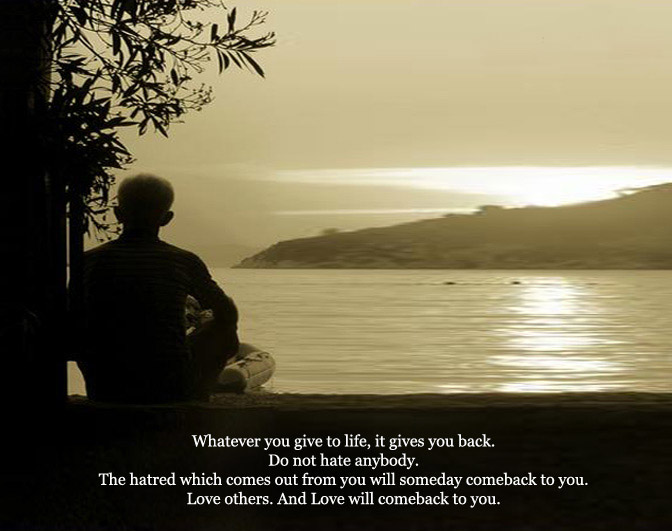 Whatever you give to life, it gives you back.
Do not hate anybody.
The hatred which comes out from you will someday comeback to you.
Love others. And Love will comeback to you.